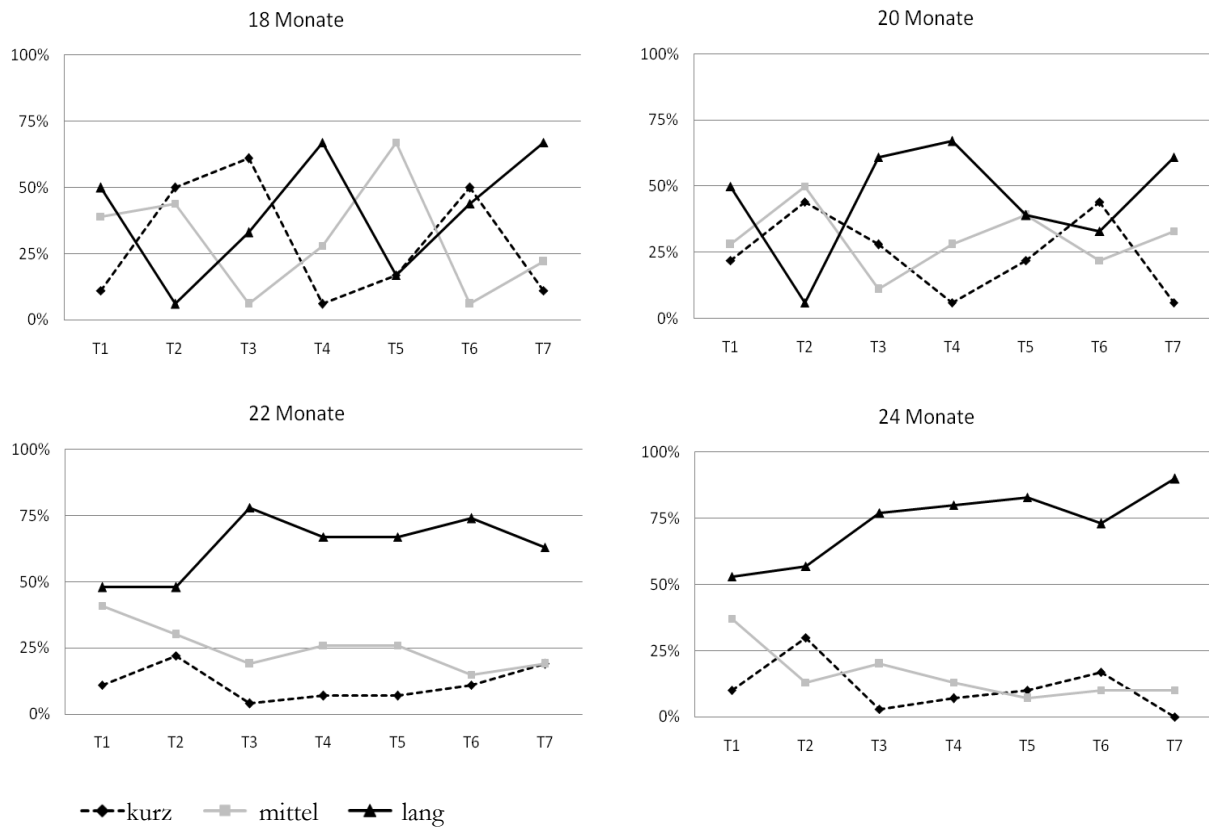 18 Monate
100%
75%
50%
25%
0%
T1 T2 T3 T4 T5 T6 T7
20 Monate
100%
75%
50%
25%
0%
T1 T2 T3 T4 T5 T6 T7
22 Monate
100%
75%
50%
25%
0%
T1 T2 T3 T4 T5 T6 T7
24 Monate
100%
75%
50%
25%
0%
T1 T2 T3 T4 T5 T6 T7
kurz mittel lang